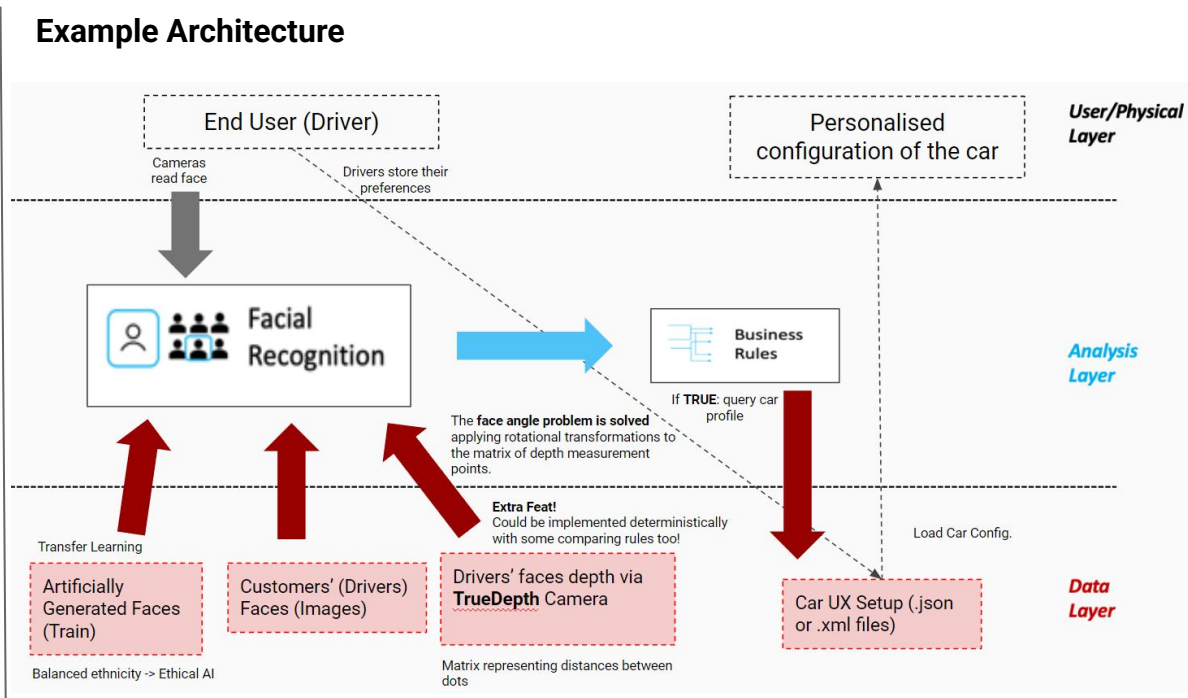 Example Architecture
End User (Driver)
Personalised
configuration of the car
User/Physical
Layer
Cameras
read face
Drivers store their
preferences
Facial
Recognition
Business
Rules
Analysis
Layer
If TRUE: query car
profile
The face angle problem is solved
applying rotational transformations to
the matrix of depth measurement
points.
Extra Feat!
Could be implemented deterministically
with some comparing rules too!
Load Car Config.
Transfer Learning
Artificially
Generated Faces
(Train)
Customers’ (Drivers)
Faces (Images)
Drivers’ faces depth via
TrueDepth Camera
Car UX Setup (.json
or .xml files)
Data
Layer
Balanced ethnicity -> Ethical AI
Matrix representing distances between
dots